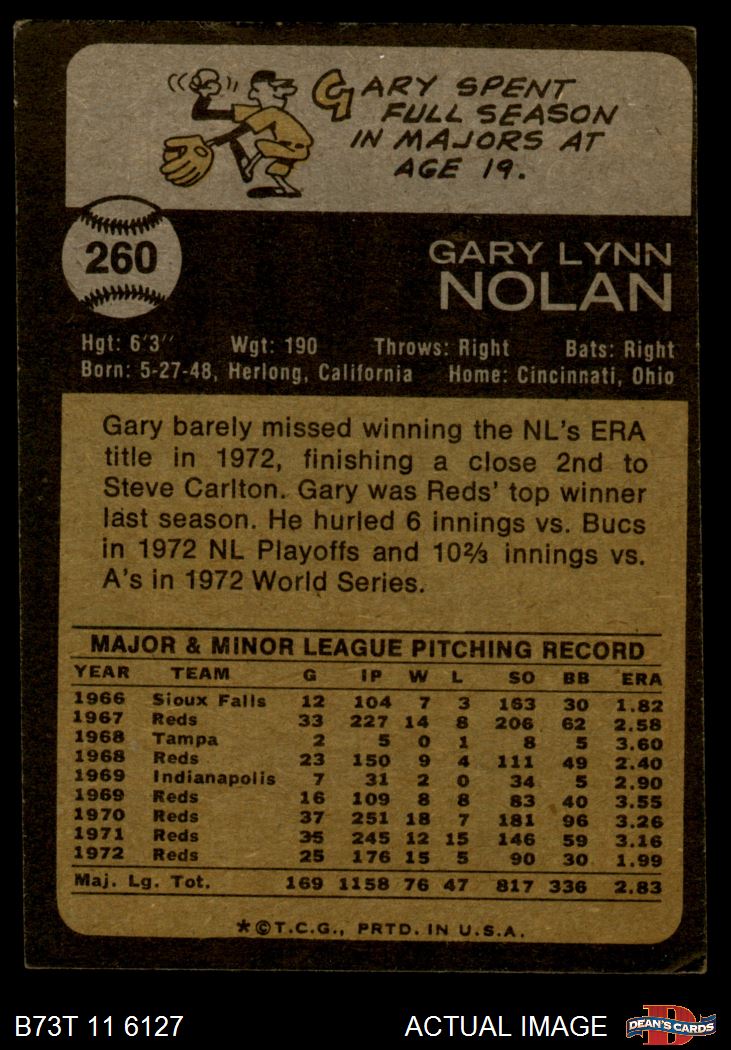 GARY SPENT
FULL SEASON
IN MAJORS AT
AGE 19.
260
GARY LYNN
NOLAN
Hgt: 6'3" Wgt: 190 Throws: Right Bats: Right
Born: 5-27-48, Herlong, California Home: Cincinnati, Ohio
Gary barely missed winning the NL's ERA
title in 1972, finishing a close 2nd to
Steve Carlton. Gary was Reds' top winner
last season. He hurled 6 innings vs. Bucs
in 1972 NL Playoffs and 10⅔ innings vs.
A's in 1972 World Series.
MAJOR & MINOR LEAGUE PITCHING RECORD
YEAR TEAM G IP W L SO BB ERA
1966 Sioux Falls 12 104 7 3 163 30 1.82
1967 Reds 33 227 14 8 206 62 2.58
1968 Tampa 2 5 0 1 8 5 3.60
1968 Reds 23 150 9 4 111 49 2.40
1969 Indianapolis 7 31 2 0 34 5 2.90
1969 Reds 16 109 8 8 83 40 3.55
1970 Reds 37 251 18 7 181 96 3.26
1971 Reds 35 245 12 15 146 59 3.16
1972 Reds 25 176 15 5 90 30 1.99
Maj. Lg. Tot. 169 1158 76 47 817 336 2.83
*©T.C.G., PRTD. IN U.S.A.
B73T 11 6127 ACTUAL IMAGE D DEAN'S CARDS